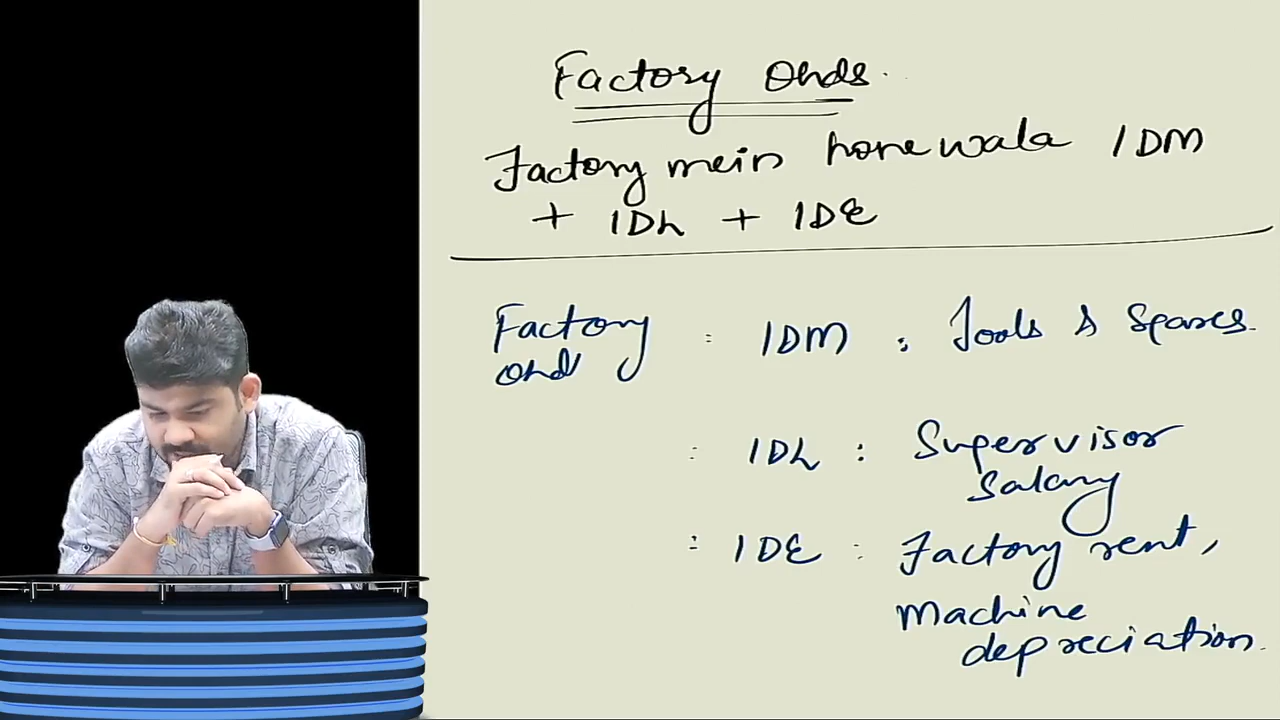 Factory Ohds.
Factory mein hone wala IDM
+ IDL + IDE
Factory : IDM : Tools & Spares.
Ohd
: IDL : Supervisor
Salary
: IDE : Factory rent,
Machine
depreciation.